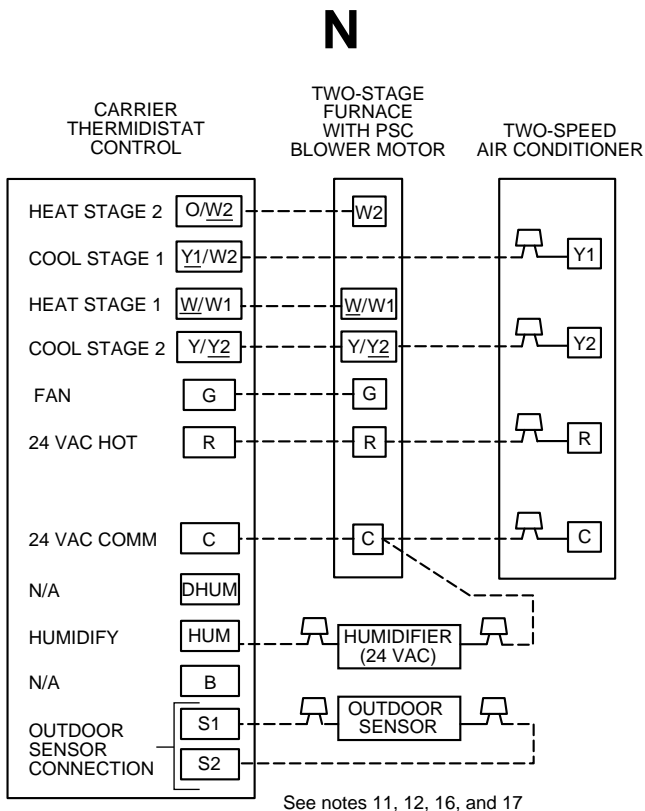 N
CARRIER
THERMIDISTAT
CONTROL
TWO-STAGE
FURNACE
WITH PSC
BLOWER MOTOR
TWO-SPEED
AIR CONDITIONER
HEAT STAGE 2 O/W2 W2
COOL STAGE 1 Y1/W2 Y1
HEAT STAGE 1 W/W1 W/W1
COOL STAGE 2 Y/Y2 Y/Y2 Y2
FAN G G
24 VAC HOT R R R
24 VAC COMM C C C
N/A DHUM
HUMIDIFY HUM HUMIDIFIER
(24 VAC)
N/A B
OUTDOOR
SENSOR
CONNECTION
S1
S2
OUTDOOR
SENSOR
See notes 11, 12, 16, and 17